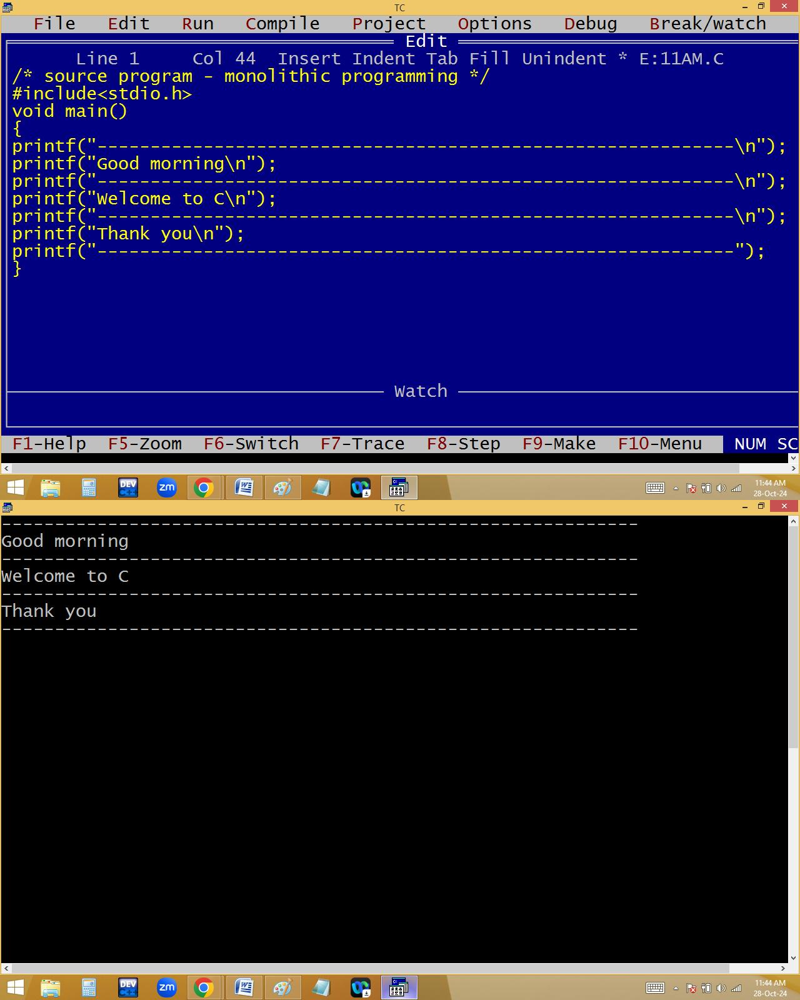 TC
File Edit Run Compile Project Options Debug Break/watch
Edit
Line 1 Col 44 Insert Indent Tab Fill Unindent * E:11AM.C
/* source program - monolithic programming */
#include<stdio.h>
void main()
{
printf("------------------------------------------------------------\n");
printf("Good morning\n");
printf("------------------------------------------------------------\n");
printf("Welcome to C\n");
printf("------------------------------------------------------------\n");
printf("Thank you\n");
printf("------------------------------------------------------------");
}
Watch
F1-Help F5-Zoom F6-Switch F7-Trace F8-Step F9-Make F10-Menu NUM SC
DEV C++ zm W 11:44 AM
28-Oct-24
TC
------------------------------------------------------------
Good morning
------------------------------------------------------------
Welcome to C
------------------------------------------------------------
Thank you
------------------------------------------------------------
DEV C++ zm W 11:44 AM
28-Oct-24